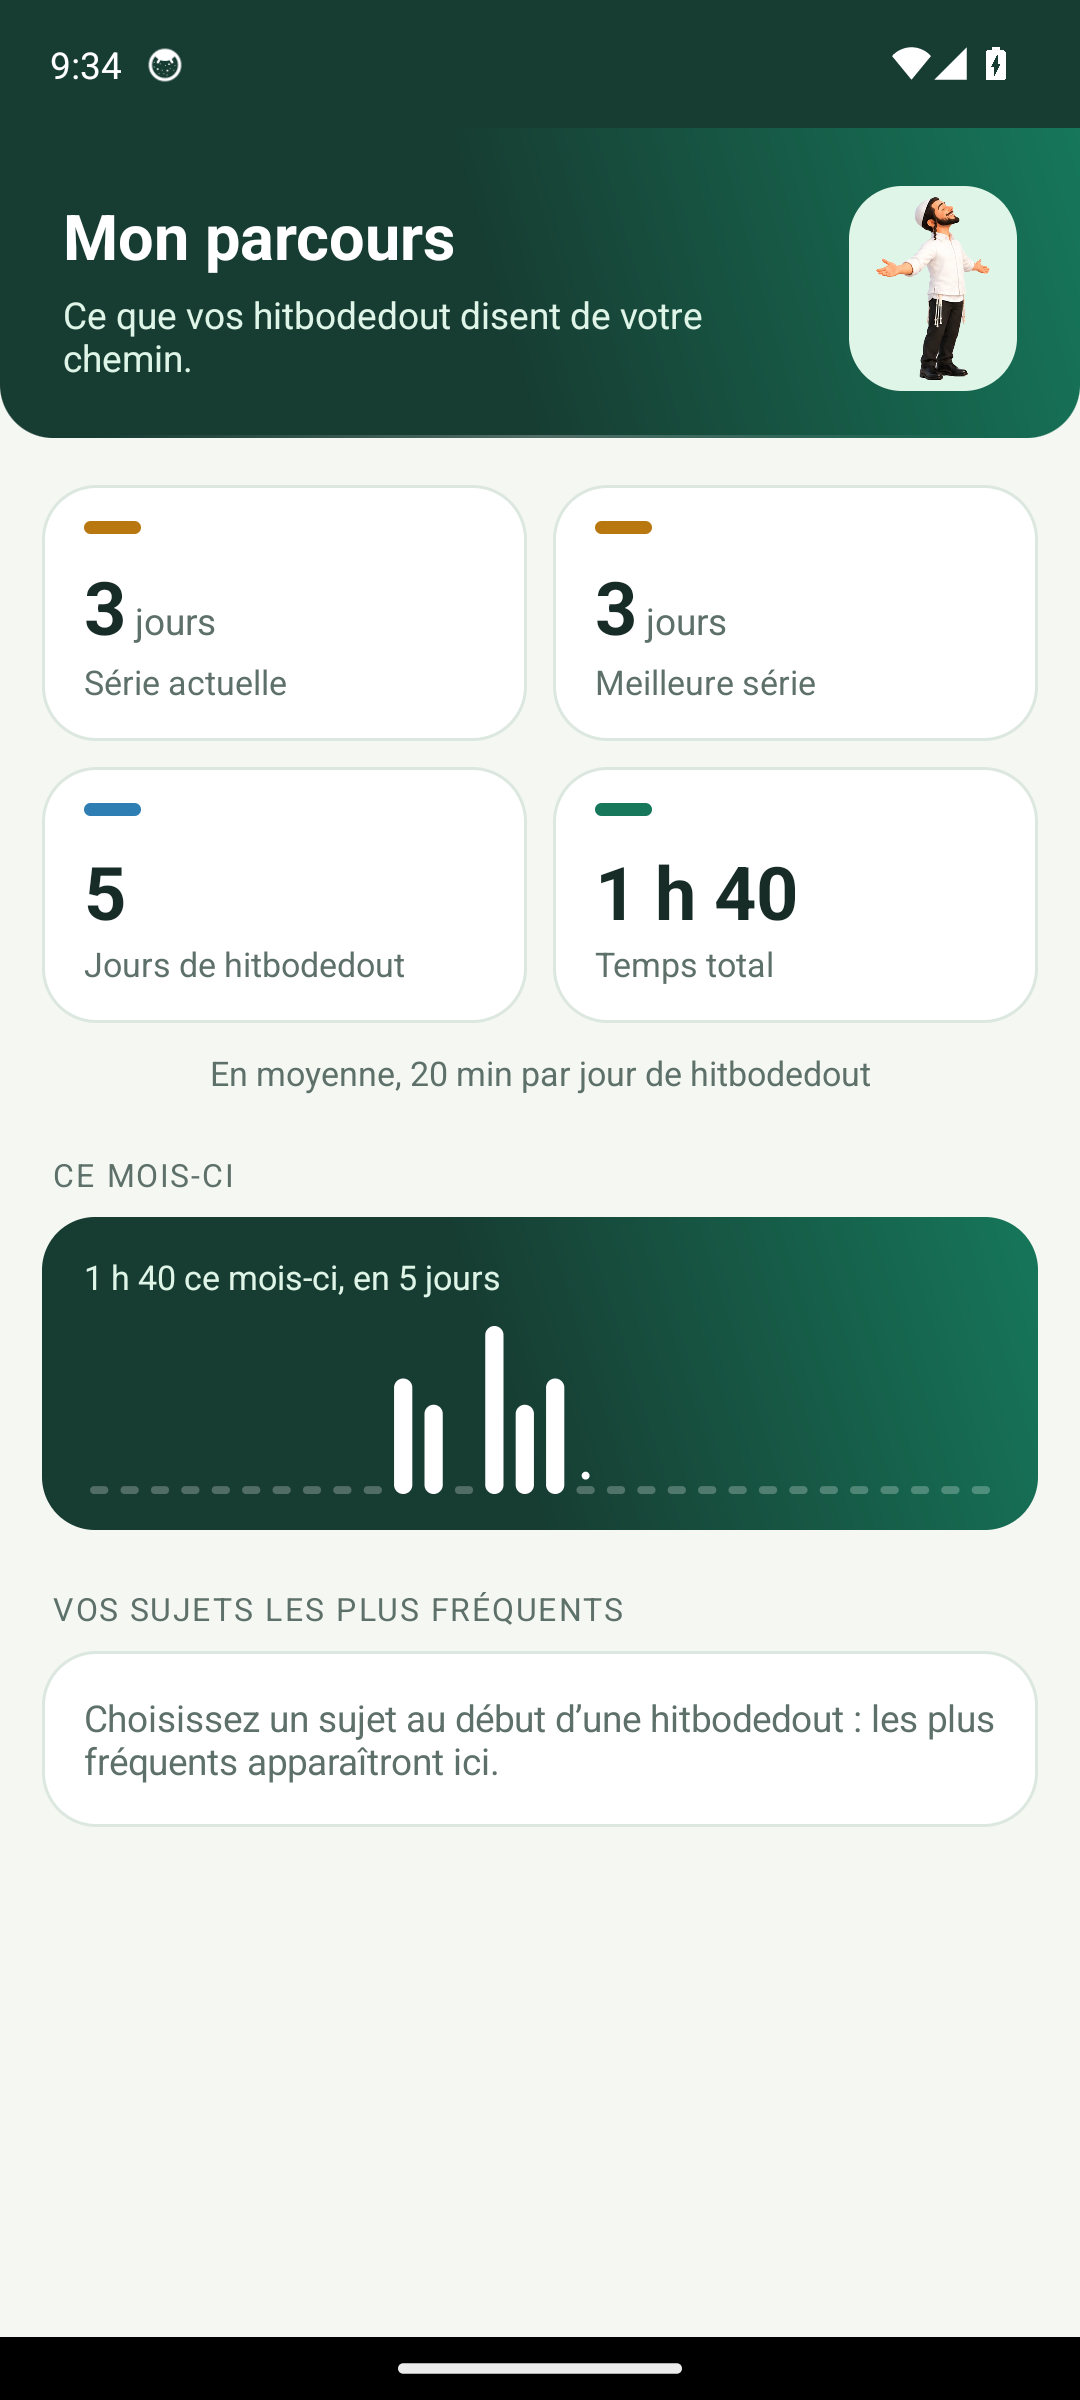 9:34
Mon parcours
Ce que vos hitbodedout disent de votre
chemin.
3 jours
Série actuelle
3 jours
Meilleure série
5
Jours de hitbodedout
1 h 40
Temps total
En moyenne, 20 min par jour de hitbodedout
CE MOIS-CI
1 h 40 ce mois-ci, en 5 jours
VOS SUJETS LES PLUS FRÉQUENTS
Choisissez un sujet au début d’une hitbodedout : les plus
fréquents apparaîtront ici.